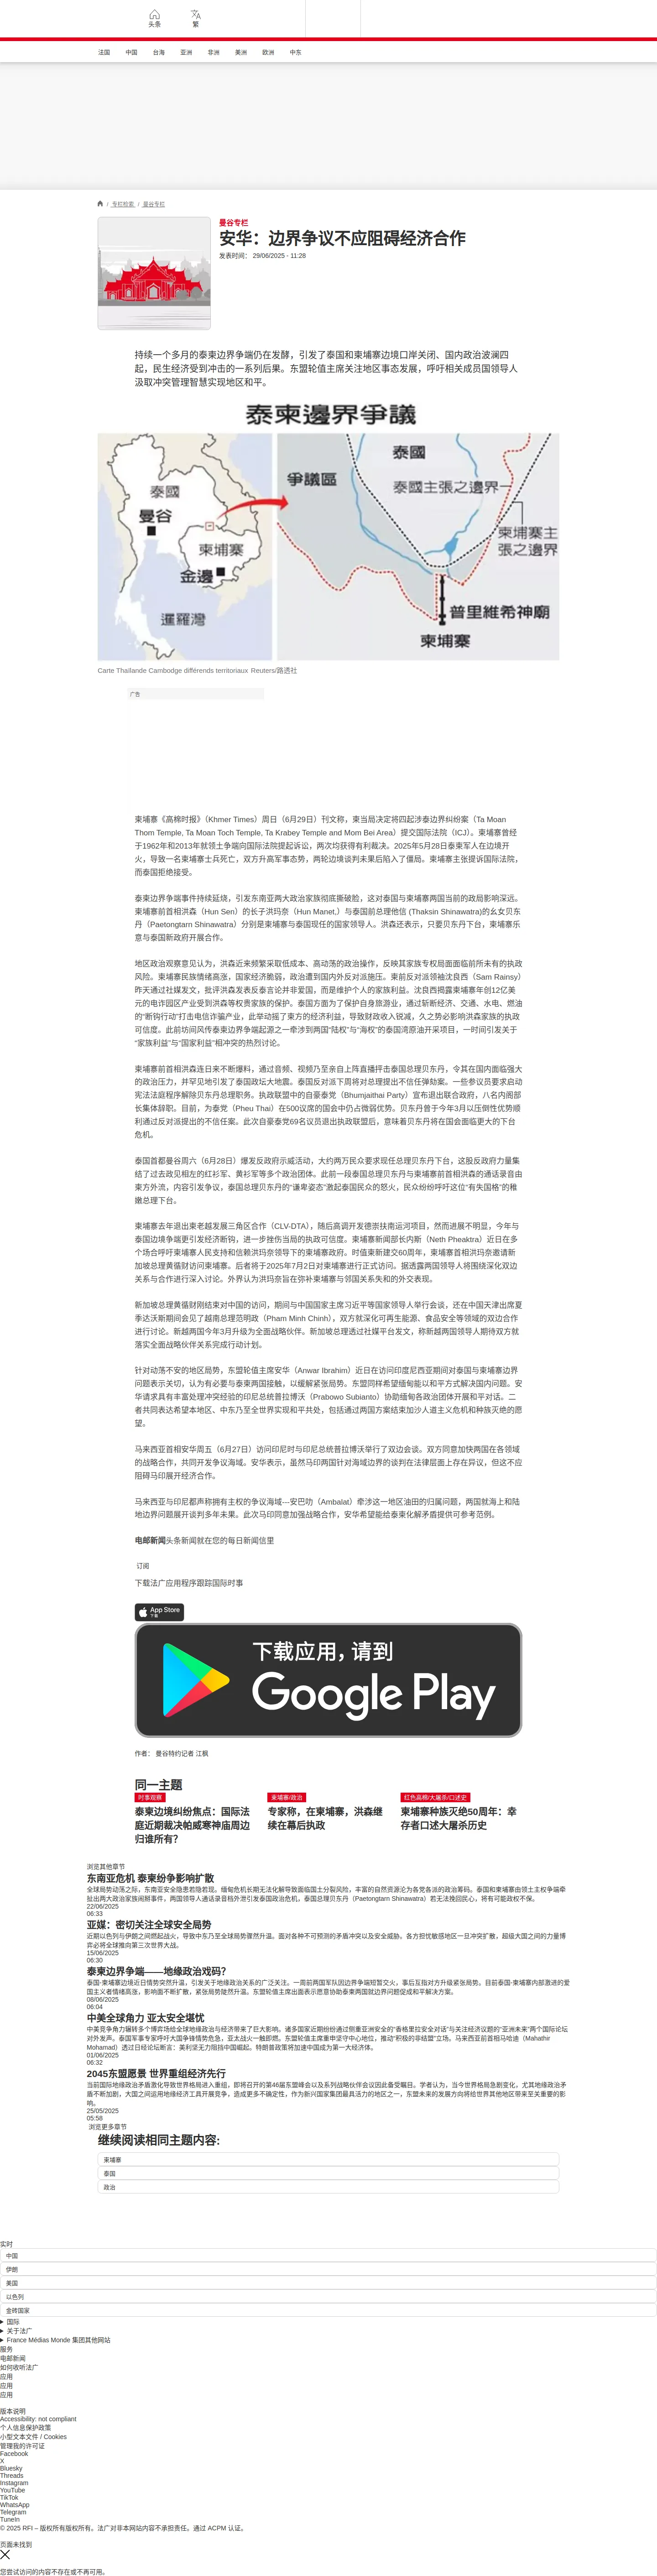 头条
繁
法国
中国
台海
亚洲
非洲
美洲
欧洲
中东
/ 专栏检索 / 曼谷专栏
曼谷专栏
安华：边界争议不应阻碍经济合作
发表时间： 29/06/2025 - 11:28
持续一个多月的泰柬边界争端仍在发酵，引发了泰国和柬埔寨边境口岸关闭、国内政治波澜四
起，民生经济受到冲击的一系列后果。东盟轮值主席关注地区事态发展，呼吁相关成员国领导人
汲取冲突管理智慧实现地区和平。
泰柬邊界爭議
泰國
曼谷
柬埔寨
金邊
暹羅灣
爭議區
泰國
泰國主張之邊界
柬埔寨主
張之邊界
普里維希神廟
柬埔寨
Carte Thaïlande Cambodge différends territoriaux Reuters/路透社
广告
柬埔寨《高棉时报》（Khmer Times）周日（6月29日）刊文称，柬当局决定将四起涉泰边界纠纷案（Ta Moan
Thom Temple, Ta Moan Toch Temple, Ta Krabey Temple and Mom Bei Area）提交国际法院（ICJ）。柬埔寨曾经
于1962年和2013年就领土争端向国际法院提起诉讼，两次均获得有利裁决。2025年5月28日泰柬军人在边境开
火，导致一名柬埔寨士兵死亡，双方升高军事态势，两轮边境谈判未果后陷入了僵局。柬埔寨主张提诉国际法院，
而泰国拒绝接受。
泰柬边界争端事件持续延烧，引发东南亚两大政治家族彻底撕破脸，这对泰国与柬埔寨两国当前的政局影响深远。
柬埔寨前首相洪森（Hun Sen）的长子洪玛奈（Hun Manet,）与泰国前总理他信 (Thaksin Shinawatra)的幺女贝东
丹（Paetongtarn Shinawatra）分别是柬埔寨与泰国现任的国家领导人。洪森还表示，只要贝东丹下台，柬埔寨乐
意与泰国新政府开展合作。
地区政治观察意见认为，洪森近来频繁采取低成本、高动荡的政治操作，反映其家族专权局面面临前所未有的执政
风险。柬埔寨民族情绪高涨，国家经济脆弱，政治遭到国内外反对派施压。柬前反对派领袖沈良西（Sam Rainsy）
昨天通过社媒发文，批评洪森发表反泰言论并非爱国，而是维护个人的家族利益。沈良西揭露柬埔寨年创12亿美
元的电诈园区产业受到洪森等权贵家族的保护。泰国方面为了保护自身旅游业，通过斩断经济、交通、水电、燃油
的“断钩行动”打击电信诈骗产业，此举动摇了柬方的经济利益，导致财政收入锐减，久之势必影响洪森家族的执政
可信度。此前坊间风传泰柬边界争端起源之一牵涉到两国“陆权”与“海权”的泰国湾原油开采项目，一时间引发关于
“家族利益”与“国家利益”相冲突的热烈讨论。
柬埔寨前首相洪森连日来不断爆料，通过音频、视频乃至亲自上阵直播抨击泰国总理贝东丹，令其在国内面临强大
的政治压力，并罕见地引发了泰国政坛大地震。泰国反对派下周将对总理提出不信任弹劾案。一些参议员要求启动
宪法法庭程序解除贝东丹总理职务。执政联盟中的自豪泰党（Bhumjaithai Party）宣布退出联合政府，八名内阁部
长集体辞职。目前，为泰党（Pheu Thai）在500议席的国会中仍占微弱优势。贝东丹曾于今年3月以压倒性优势顺
利通过反对派提出的不信任案。此次自豪泰党69名议员退出执政联盟后，意味着贝东丹将在国会面临更大的下台
危机。
泰国首都曼谷周六（6月28日）爆发反政府示威活动，大约两万民众要求现任总理贝东丹下台，这股反政府力量集
结了过去政见相左的红衫军、黄衫军等多个政治团体。此前一段泰国总理贝东丹与柬埔寨前首相洪森的通话录音由
柬方外流，内容引发争议，泰国总理贝东丹的“谦卑姿态”激起泰国民众的怒火，民众纷纷呼吁这位“有失国格”的稚
嫩总理下台。
柬埔寨去年退出柬老越发展三角区合作（CLV-DTA），随后高调开发德崇扶南运河项目，然而进展不明显，今年与
泰国边境争端更引发经济断钩，进一步挫伤当局的执政可信度。柬埔寨新闻部长内斯（Neth Pheaktra）近日在多
个场合呼吁柬埔寨人民支持和信赖洪玛奈领导下的柬埔寨政府。时值柬新建交60周年，柬埔寨首相洪玛奈邀请新
加坡总理黄循财访问柬埔寨。后者将于2025年7月2日对柬埔寨进行正式访问。据透露两国领导人将围绕深化双边
关系与合作进行深入讨论。外界认为洪玛奈旨在弥补柬埔寨与邻国关系失和的外交表现。
新加坡总理黄循财刚结束对中国的访问，期间与中国国家主席习近平等国家领导人举行会谈，还在中国天津出席夏
季达沃斯期间会见了越南总理范明政（Pham Minh Chinh），双方就深化可再生能源、食品安全等领域的双边合作
进行讨论。新越两国今年3月升级为全面战略伙伴。新加坡总理透过社媒平台发文，称新越两国领导人期待双方就
落实全面战略伙伴关系完成行动计划。
针对动荡不安的地区局势，东盟轮值主席安华（Anwar Ibrahim）近日在访问印度尼西亚期间对泰国与柬埔寨边界
问题表示关切，认为有必要与泰柬两国接触，以缓解紧张局势。东盟同样希望缅甸能以和平方式解决国内问题。安
华请求具有丰富处理冲突经验的印尼总统普拉博沃（Prabowo Subianto）协助缅甸各政治团体开展和平对话。二
者共同表达希望本地区、中东乃至全世界实现和平共处，包括通过两国方案结束加沙人道主义危机和种族灭绝的愿
望。
马来西亚首相安华周五（6月27日）访问印尼时与印尼总统普拉博沃举行了双边会谈。双方同意加快两国在各领域
的战略合作，共同开发争议海域。安华表示，虽然马印两国针对海域边界的谈判在法律层面上存在异议，但这不应
阻碍马印展开经济合作。
马来西亚与印尼都声称拥有主权的争议海域---安巴叻（Ambalat）牵涉这一地区油田的归属问题，两国就海上和陆
地边界问题展开谈判多年未果。此次马印同意加强战略合作，安华希望能给泰柬化解矛盾提供可参考范例。
电邮新闻头条新闻就在您的每日新闻信里
订阅
下载法广应用程序跟踪国际时事
App Store
下载
下载应用，请到
Google Play
作者： 曼谷特约记者 江枫
同一主题
时事观察
泰柬边境纠纷焦点：国际法
庭近期裁决帕威寒神庙周边
归谁所有？
柬埔寨/政治
专家称，在柬埔寨，洪森继
续在幕后执政
红色高棉/大屠杀/口述史
柬埔寨种族灭绝50周年：幸
存者口述大屠杀历史
浏览其他章节
东南亚危机 泰柬纷争影响扩散
全球局势动荡之际，东南亚安全隐患若隐若现。缅甸危机长期无法化解导致面临国土分裂风险，丰富的自然资源沦为各党各派的政治筹码。泰国和柬埔寨由领土主权争端牵
扯出两大政治家族闹掰事件，两国领导人通话录音档外泄引发泰国政治危机，泰国总理贝东丹（Paetongtarn Shinawatra）若无法挽回民心，将有可能政权不保。
22/06/2025
06:33
亚媒：密切关注全球安全局势
近期以色列与伊朗之间燃起战火，导致中东乃至全球局势骤然升温。面对各种不可预测的矛盾冲突以及安全威胁，各方担忧敏感地区一旦冲突扩散，超级大国之间的力量博
弈必将全球推向第三次世界大战。
15/06/2025
06:30
泰柬边界争端——地缘政治戏码？
泰国-柬埔寨边境近日情势突然升温，引发关于地缘政治关系的广泛关注。一周前两国军队因边界争端短暂交火，事后互指对方升级紧张局势。目前泰国-柬埔寨内部激进的爱
国主义者情绪高涨，影响面不断扩散，紧张局势陡然升温。东盟轮值主席出面表示愿意协助泰柬两国就边界问题促成和平解决方案。
08/06/2025
06:04
中美全球角力 亚太安全堪忧
中美竞争角力辗转多个博弈场给全球地缘政治与经济带来了巨大影响。诸多国家近期纷纷通过侧重亚洲安全的“香格里拉安全对话”与关注经济议题的“亚洲未来”两个国际论坛
对外发声。泰国军事专家呼吁大国争锋情势危急，亚太战火一触即燃。东盟轮值主席重申坚守中心地位，推动“积极的非结盟”立场。马来西亚前首相马哈迪（Mahathir
Mohamad）透过日经论坛断言：美利坚无力阻挡中国崛起。特朗普政策将加速中国成为第一大经济体。
01/06/2025
06:32
2045东盟愿景 世界重组经济先行
当前国际地缘政治矛盾激化导致世界格局进入重组，即将召开的第46届东盟峰会以及系列战略伙伴会议因此备受瞩目。学者认为，当今世界格局急剧变化，尤其地缘政治矛
盾不断加剧，大国之间运用地缘经济工具开展竞争，造成更多不确定性，作为新兴国家集团最具活力的地区之一，东盟未来的发展方向将给世界其他地区带来至关重要的影
响。
25/05/2025
05:58
浏览更多章节
继续阅读相同主题内容:
柬埔寨
泰国
政治
实时
中国
伊朗
美国
以色列
金砖国家
国际
关于法广
France Médias Monde 集团其他网站
服务
电邮新闻
如何收听法广
应用
应用
应用
版本说明
Accessibility: not compliant
个人信息保护政策
小型文本文件 / Cookies
管理我的许可证
Facebook
X
Bluesky
Threads
Instagram
YouTube
TikTok
WhatsApp
Telegram
TuneIn
© 2025 RFI – 版权所有版权所有。法广对非本网站内容不承担责任。通过 ACPM 认证。
页面未找到
您尝试访问的内容不存在或不再可用。